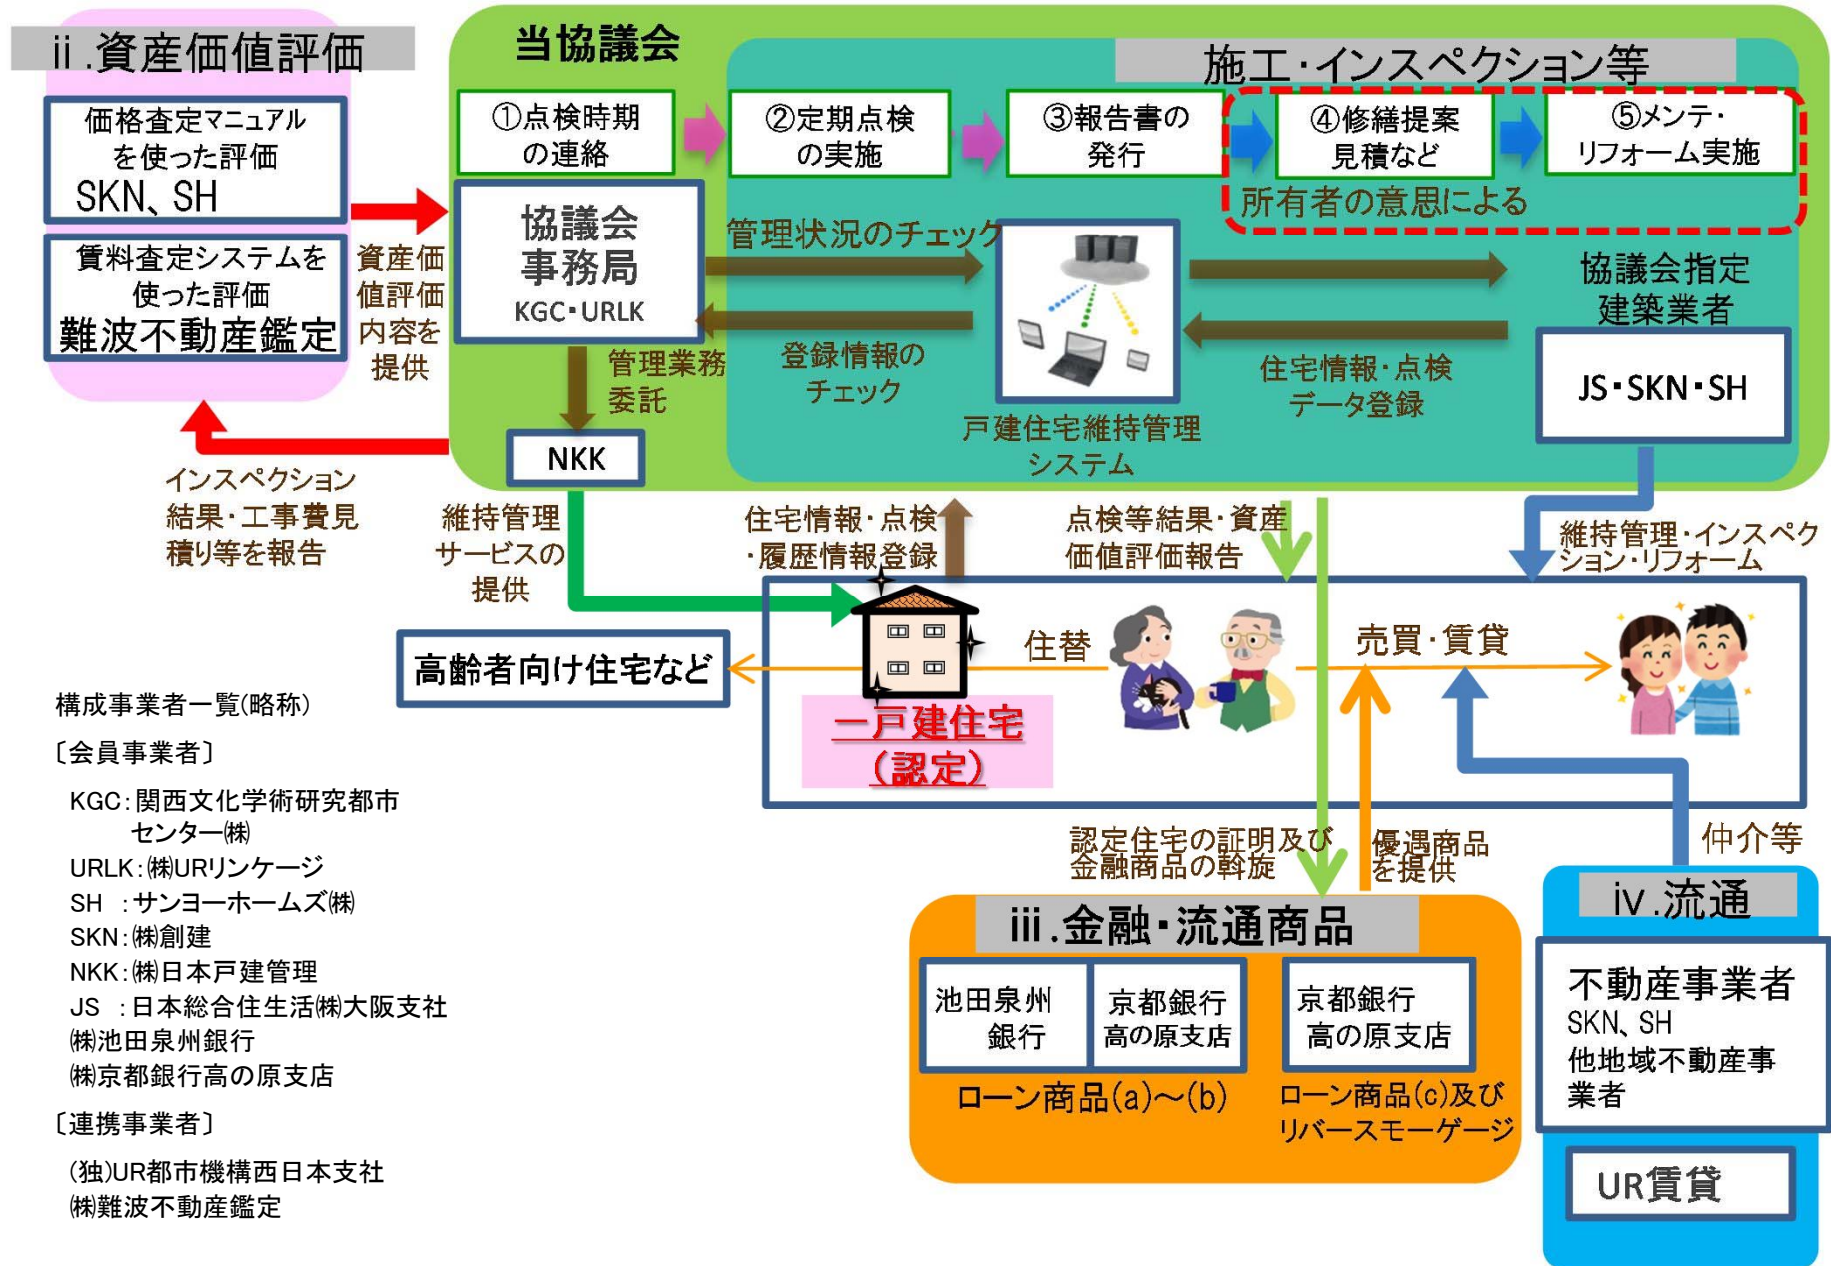 ii.資産価値評価
価格査定マニュアル
を使った評価
SKN、SH
賃料査定システムを
使った評価
難波不動産鑑定
資産価
値評価
内容を
提供
インスペクション
結果・工事費見
積り等を報告
当協議会
施工・インスペクション等
①点検時期
の連絡
②定期点検
の実施
③報告書の
発行
④修繕提案
見積など
⑤メンテ・
リフォーム実施
所有者の意思による
協議会
事務局
KGC・URLK
管理状況のチェック
登録情報の
チェック
管理業務
委託
NKK
戸建住宅維持管理
システム
協議会指定
建築業者
JS・SKN・SH
住宅情報・点検
データ登録
維持管理
サービスの
提供
住宅情報・点検
・履歴情報登録
点検等結果・資産
価値評価報告
維持管理・インスペク
ション・リフォーム
高齢者向け住宅など
住替
売買・賃貸
一戸建住宅
(認定)
認定住宅の証明及び
金融商品の斡旋
優遇商品
を提供
仲介等
iii.金融・流通商品
池田泉州
銀行
京都銀行
高の原支店
京都銀行
高の原支店
ローン商品(a)～(b)
ローン商品(c)及び
リバースモーゲージ
iv.流通
不動産事業者
SKN、SH
他地域不動産事
業者
UR賃貸
構成事業者一覧(略称)
〔会員事業者〕
KGC:関西文化学術研究都市
センター㈱
URLK:㈱URリンケージ
SH :サンヨーホームズ㈱
SKN:㈱創建
NKK:㈱日本戸建管理
JS :日本総合住生活㈱大阪支社
㈱池田泉州銀行
㈱京都銀行高の原支店
〔連携事業者〕
(独)UR都市機構西日本支社
㈱難波不動産鑑定